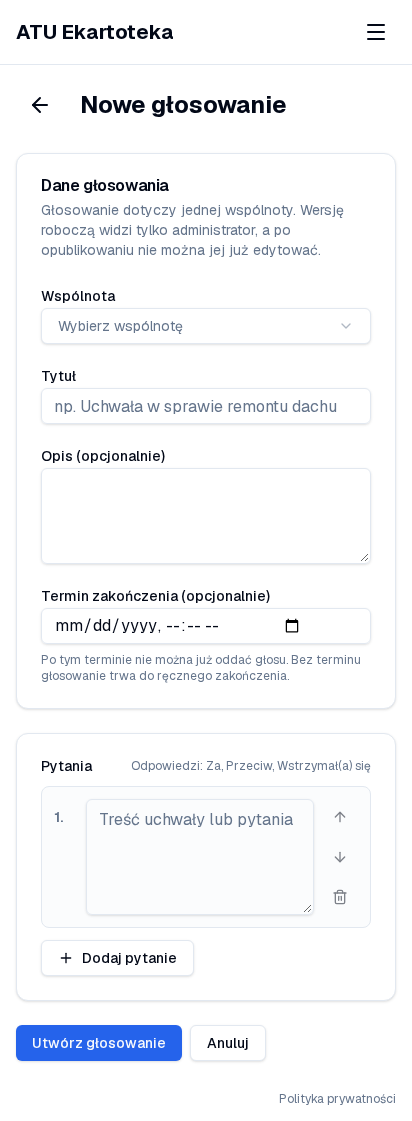 ATU Ekartoteka
Nowe głosowanie
Dane głosowania
Głosowanie dotyczy jednej wspólnoty. Wersję
roboczą widzi tylko administrator, a po
opublikowaniu nie można jej już edytować.
Wspólnota
Wybierz wspólnotę
Tytuł
np. Uchwała w sprawie remontu dachu
Opis (opcjonalnie)
Termin zakończenia (opcjonalnie)
mm/dd/yyyy, --:-- --
Po tym terminie nie można już oddać głosu. Bez terminu
głosowanie trwa do ręcznego zakończenia.
Pytania
Odpowiedzi: Za, Przeciw, Wstrzymał(a) się
1.
Treść uchwały lub pytania
Dodaj pytanie
Utwórz głosowanie
Anuluj
Polityka prywatności